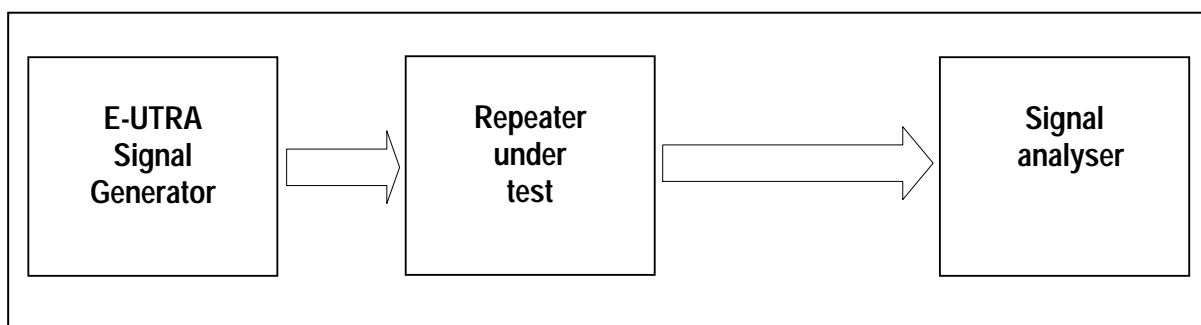 E-UTRA
Signal
Generator
Repeater
under
test
Signal
analyser